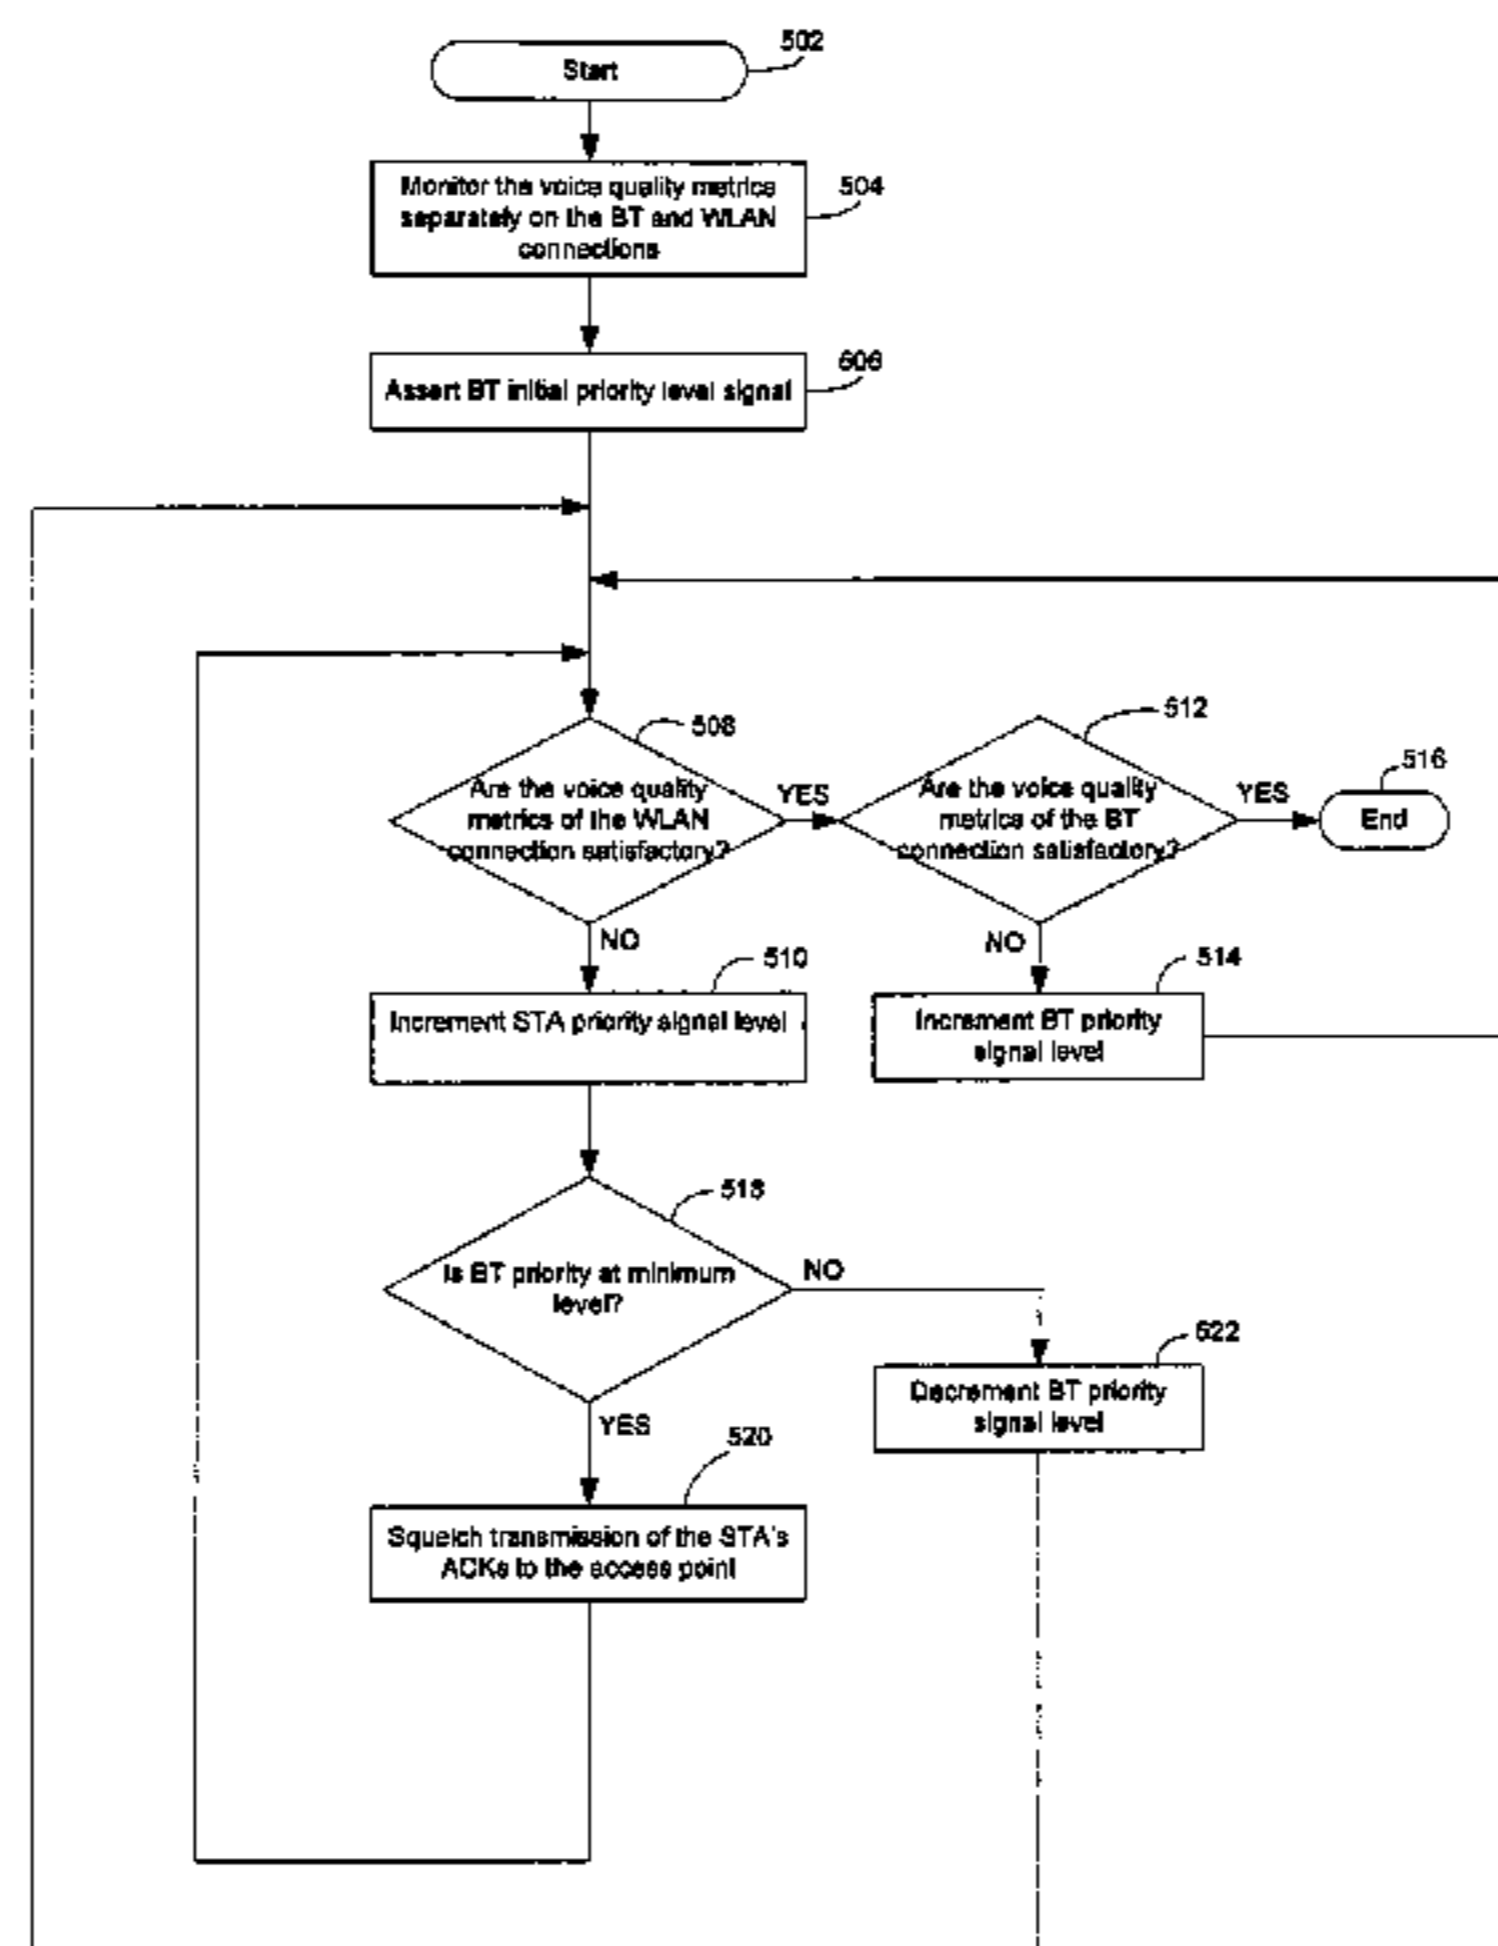 502
Start
504
Monitor the voice quality metrics
separately on the BT and WLAN
connections
506
Assert BT initial priority level signal
508
Are the voice quality
metrics of the WLAN
connection satisfactory?
YES
NO
512
Are the voice quality
metrics of the BT
connection satisfactory?
YES
NO
516
End
510
Increment STA priority signal level
514
Increment BT priority
signal level
518
Is BT priority at minimum
level?
NO
YES
522
Decrement BT priority
signal level
520
Squelch transmission of the STA's
ACKs to the access point